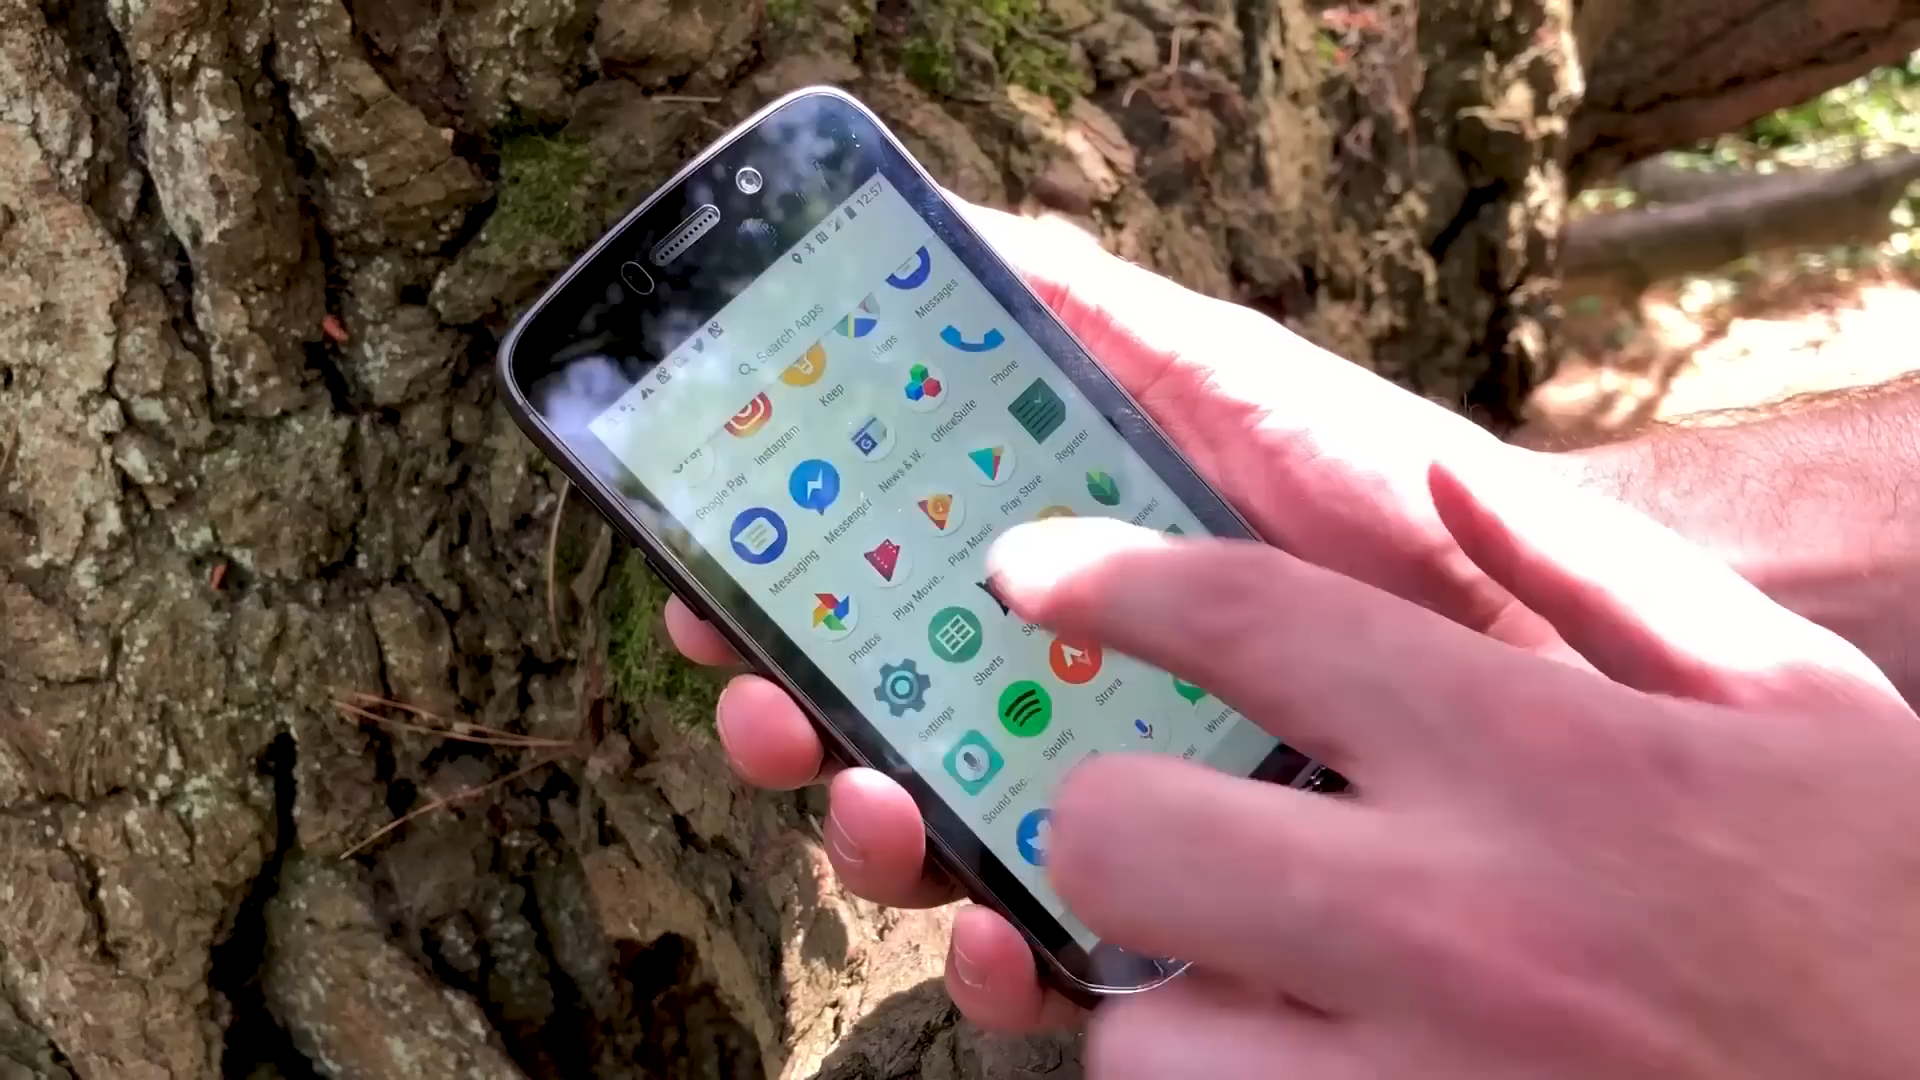 12:57
Search Apps
Google Pay
Instagram
Keep
Maps
Messages
Messaging
Messenger
News & W..
OfficeSuite
Phone
Photos
Play Movie..
Play Music
Play Store
Register
Settings
Sheets
Strava
Sound Rec..
Spotify